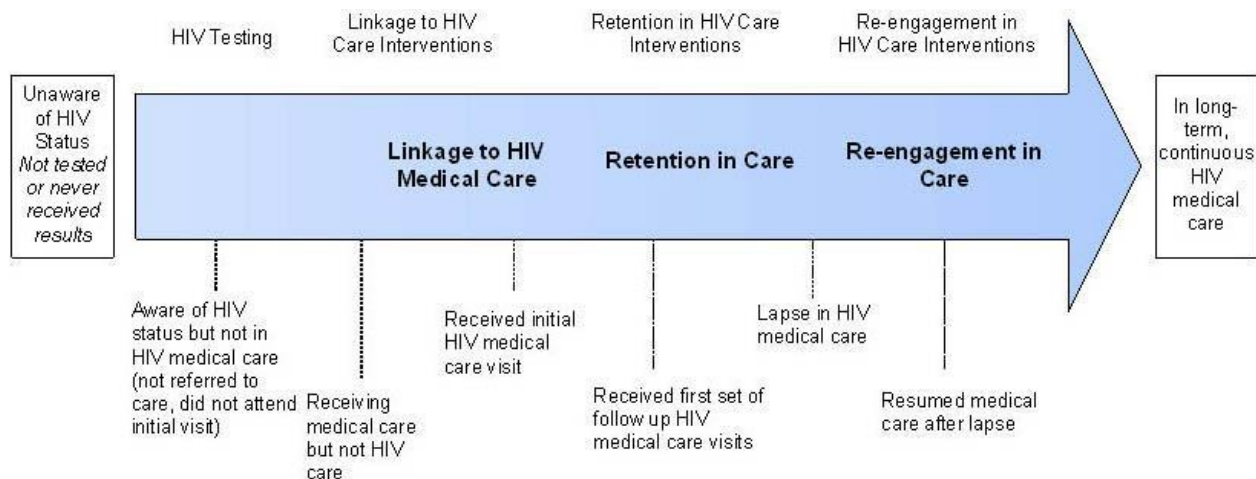 HIV Testing
Linkage to HIV
Care Interventions
Retention in HIV Care
Interventions
Re-engagement in
HIV Care Interventions
Unaware
of HIV
Status
Not tested
or never
received
results
Linkage to HIV
Medical Care
Retention in Care
Re-engagement in
Care
In long-
term,
continuous
HIV
medical
care
Aware of HIV
status but not in
HIV medical care
(not referred to
care, did not attend
initial visit)
Receiving
medical care
but not HIV
care
Received initial
HIV medical
care visit
Received first set of
follow up HIV
medical care visits
Lapse in HIV
medical care
Resumed medical
care after lapse